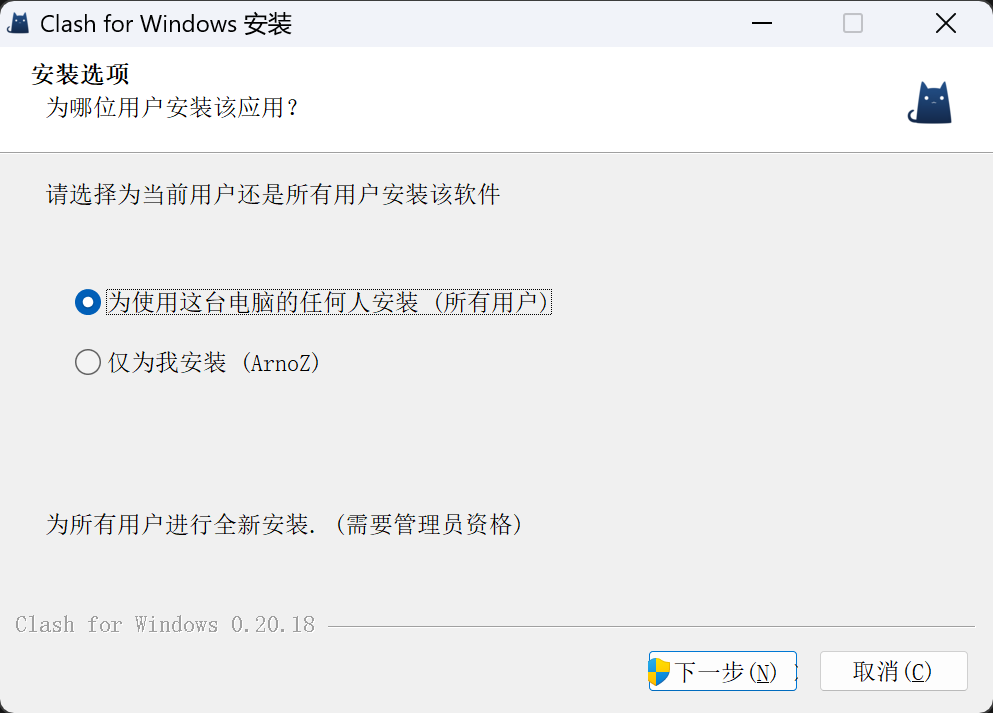 Clash for Windows 安装
安装选项
为哪位用户安装该应用？
请选择为当前用户还是所有用户安装该软件
为使用这台电脑的任何人安装 (所有用户)
仅为我安装 (ArnoZ)
为所有用户进行全新安装. (需要管理员资格)
Clash for Windows 0.20.18
下一步(N)
取消(C)